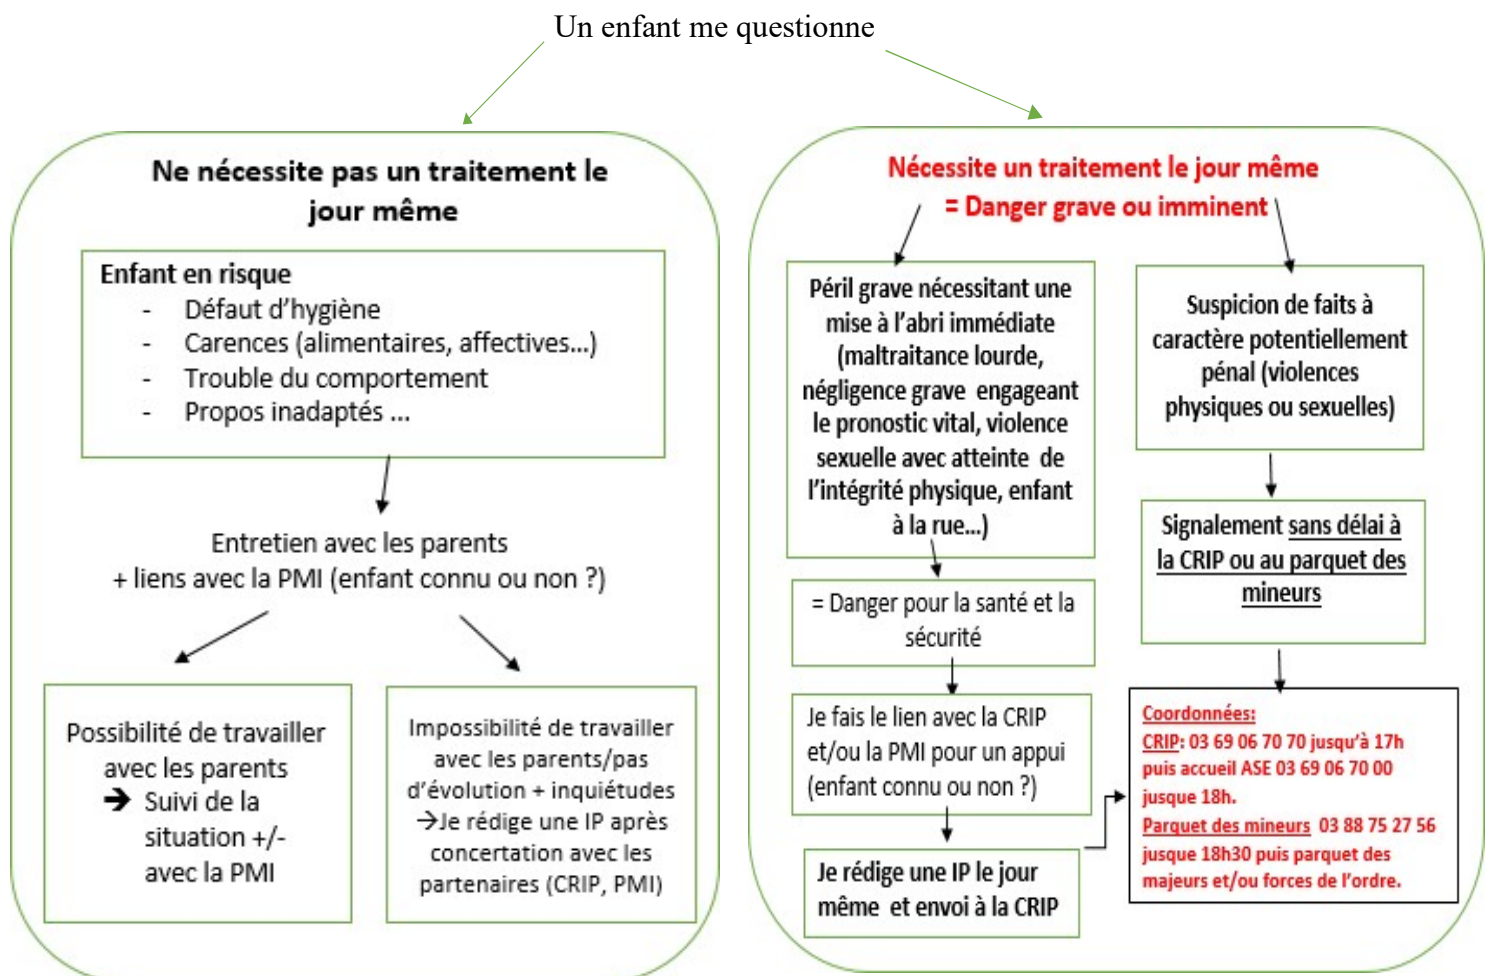 Un enfant me questionne
Ne nécessite pas un traitement le
jour même
Enfant en risque
- Défaut d'hygiène
- Carences (alimentaires, affectives...)
- Trouble du comportement
- Propos inadaptés ...
Entretien avec les parents
+ liens avec la PMI (enfant connu ou non ?)
Possibilité de travailler
avec les parents
➔ Suivi de la
situation +/-
avec la PMI
Impossibilité de travailler
avec les parents/pas
d'évolution + inquiétudes
→Je rédige une IP après
concertation avec les
partenaires (CRIP, PMI)
Nécessite un traitement le jour même
= Danger grave ou imminent
Péril grave nécessitant une
mise à l'abri immédiate
(maltraitance lourde,
négligence grave engageant
le pronostic vital, violence
sexuelle avec atteinte de
l'intégrité physique, enfant
à la rue...)
= Danger pour la santé et la
sécurité
Je fais le lien avec la CRIP
et/ou la PMI pour un appui
(enfant connu ou non ?)
Je rédige une IP le jour
même et envoi à la CRIP
Suspicion de faits à
caractère potentiellement
pénal (violences
physiques ou sexuelles)
Signalement sans délai à
la CRIP ou au parquet des
mineurs
Coordonnées:
CRIP: 03 69 06 70 70 jusqu'à 17h
puis accueil ASE 03 69 06 70 00
jusque 18h.
Parquet des mineurs 03 88 75 27 56
jusque 18h30 puis parquet des
majeurs et/ou forces de l'ordre.